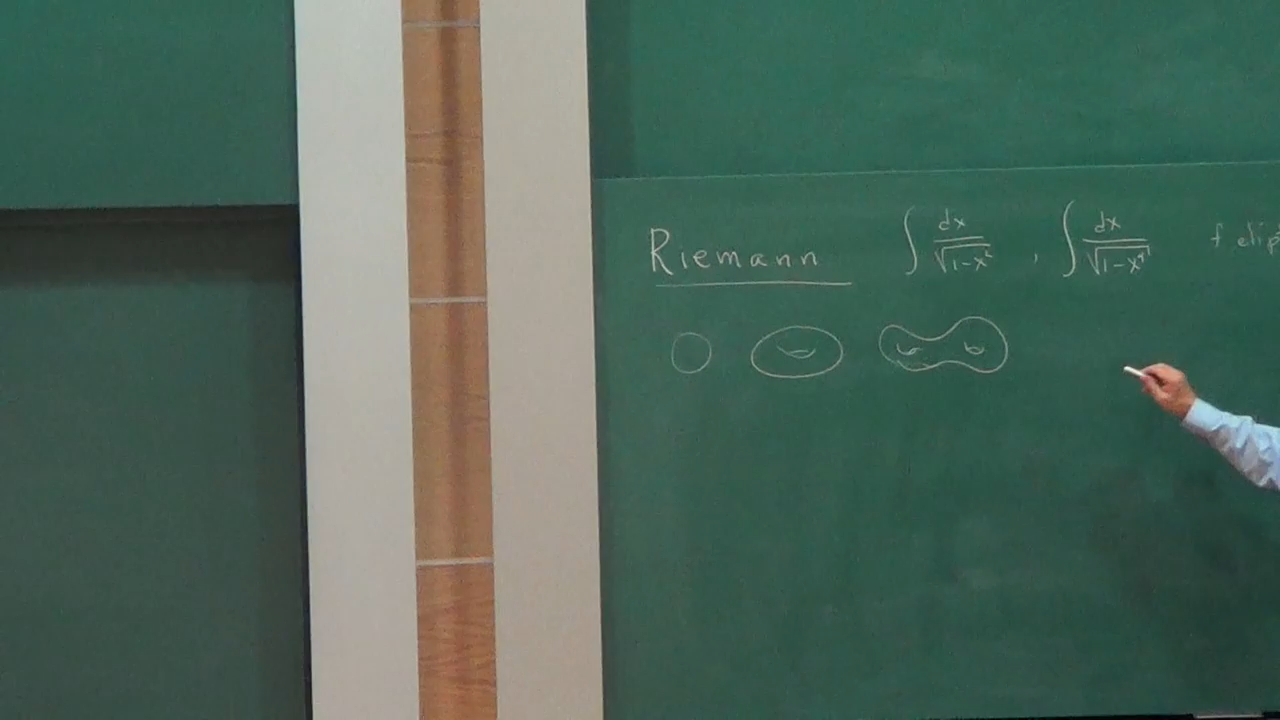 Riemann ∫ dx/√1-x² , ∫ dx/√1-x⁴ f